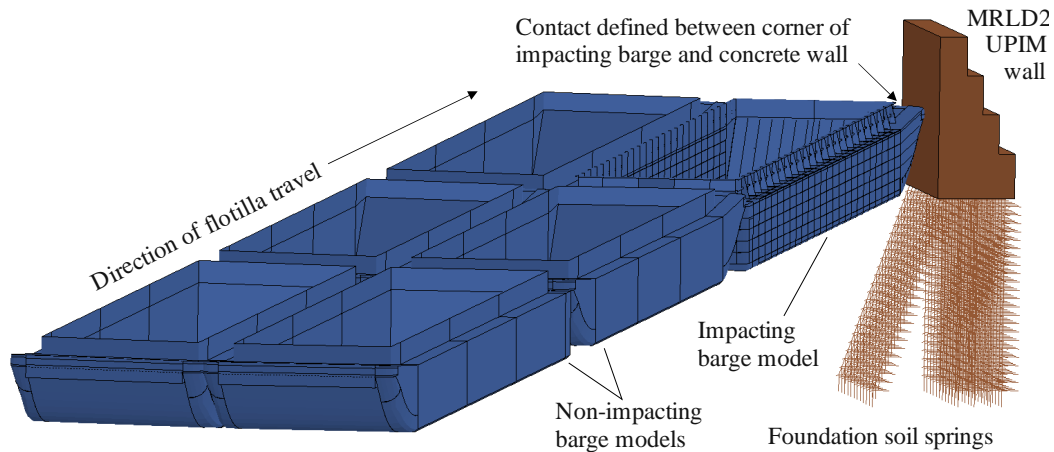 Contact defined between corner of
impacting barge and concrete wall
MRLD2
UPIM
wall
Direction of flotilla travel
Impacting
barge model
Non-impacting
barge models
Foundation soil springs